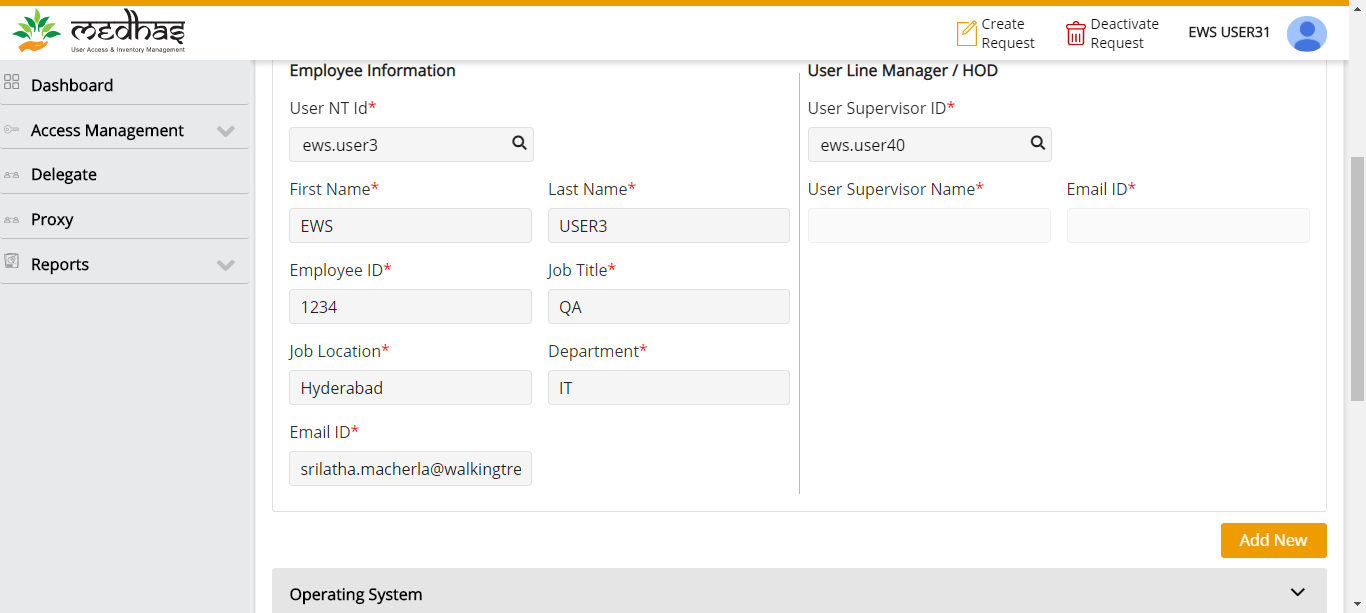 medhas
User Access & Inventory Management
Create
Request
Deactivate
Request
EWS USER31
Dashboard
Access Management
Delegate
Proxy
Reports
Employee Information
User NT Id*
ews.user3
First Name*
Last Name*
EWS
USER3
Employee ID*
Job Title*
1234
QA
Job Location*
Department*
Hyderabad
IT
Email ID*
srilatha.macherla@walkingtre
User Line Manager / HOD
User Supervisor ID*
ews.user40
User Supervisor Name*
Email ID*
Add New
Operating System